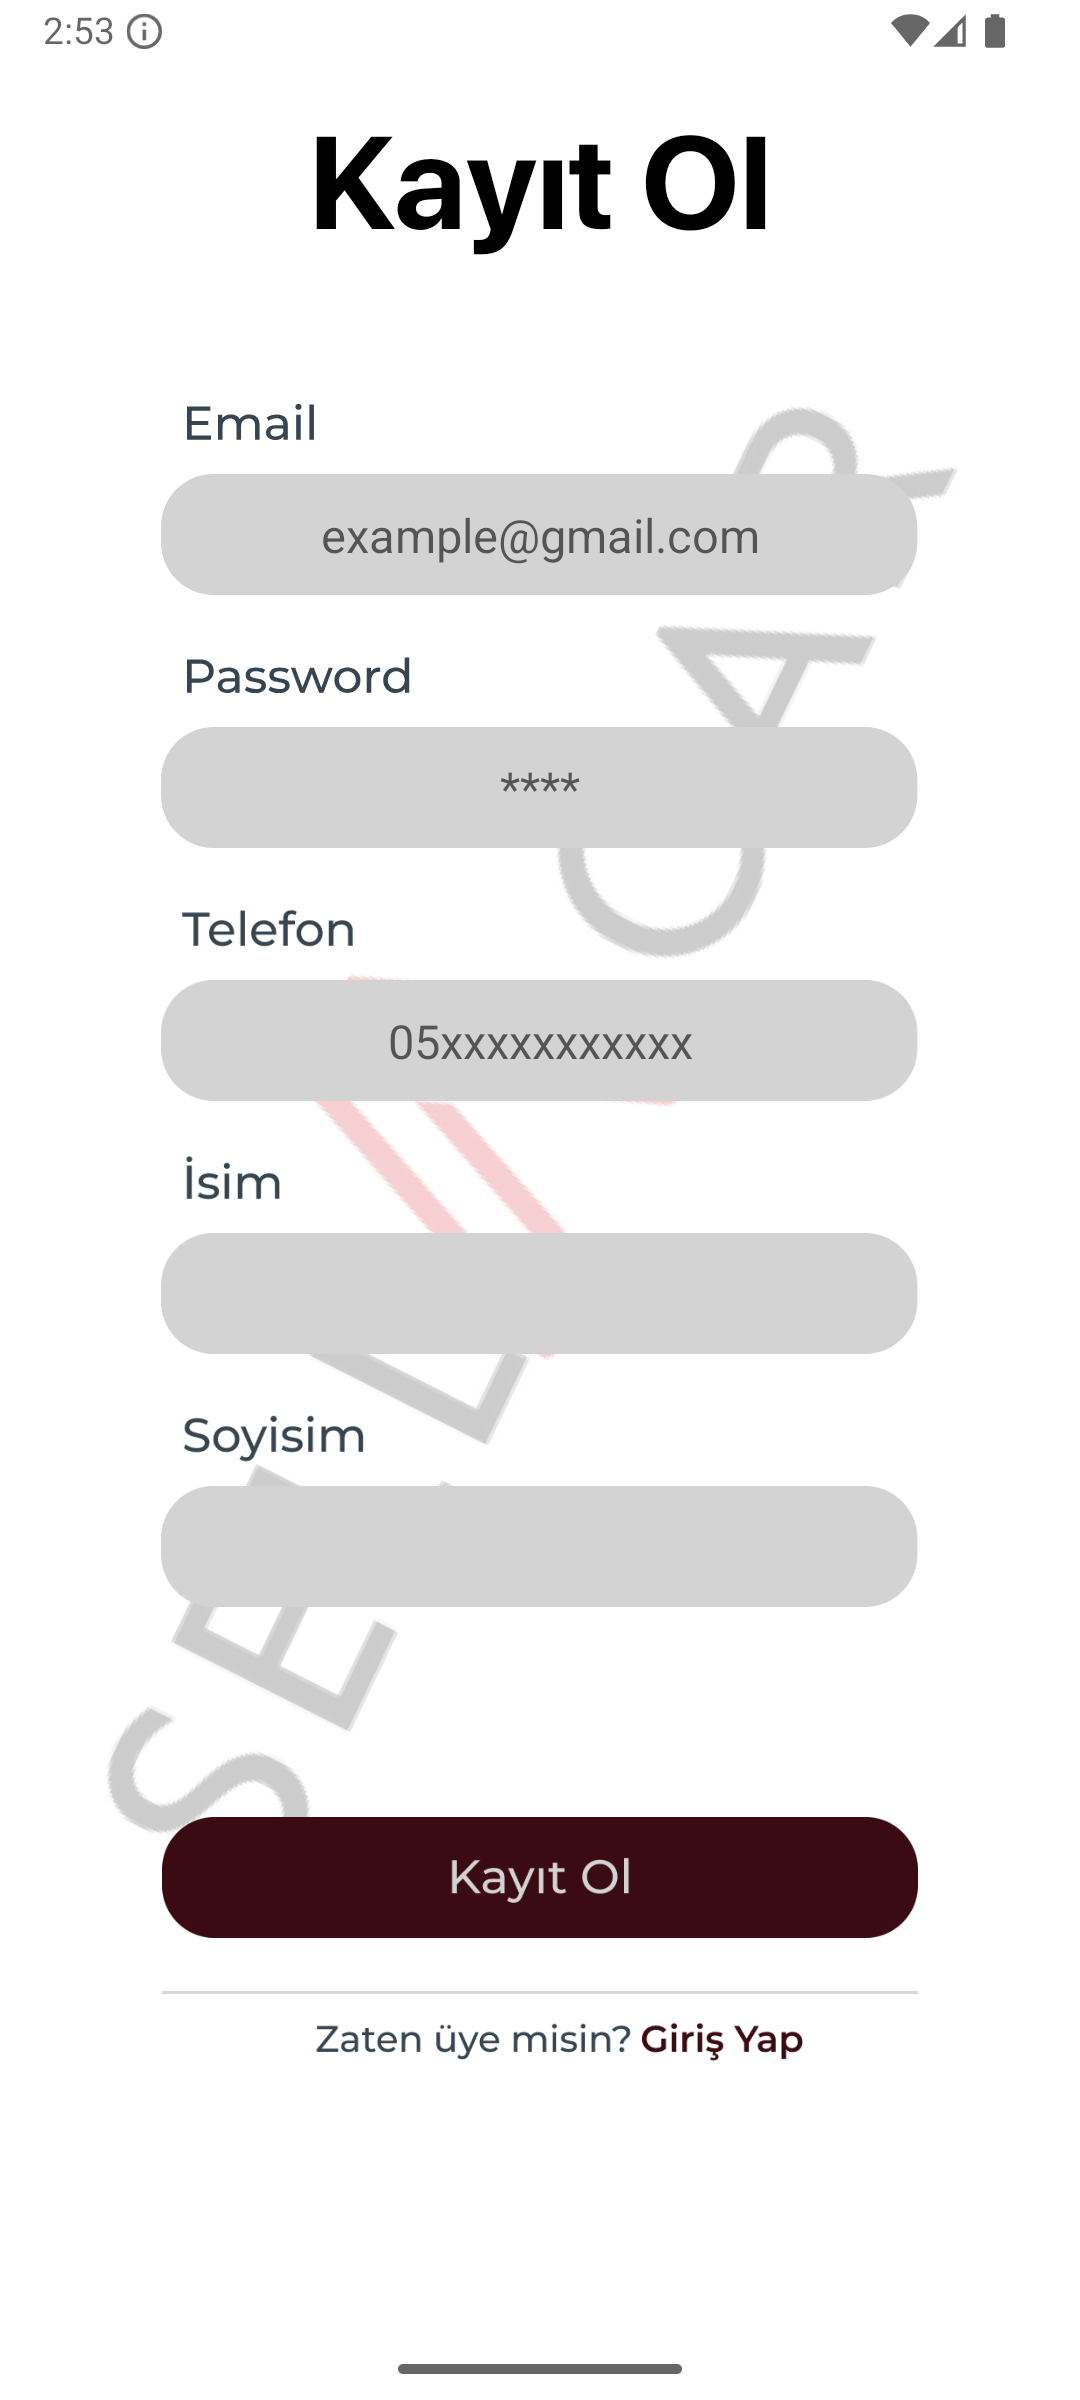 2:53
Kayıt Ol
Email
example@gmail.com
Password
****
Telefon
05xxxxxxxxxxx
İsim
Soyisim
Kayıt Ol
Zaten üye misin? Giriş Yap